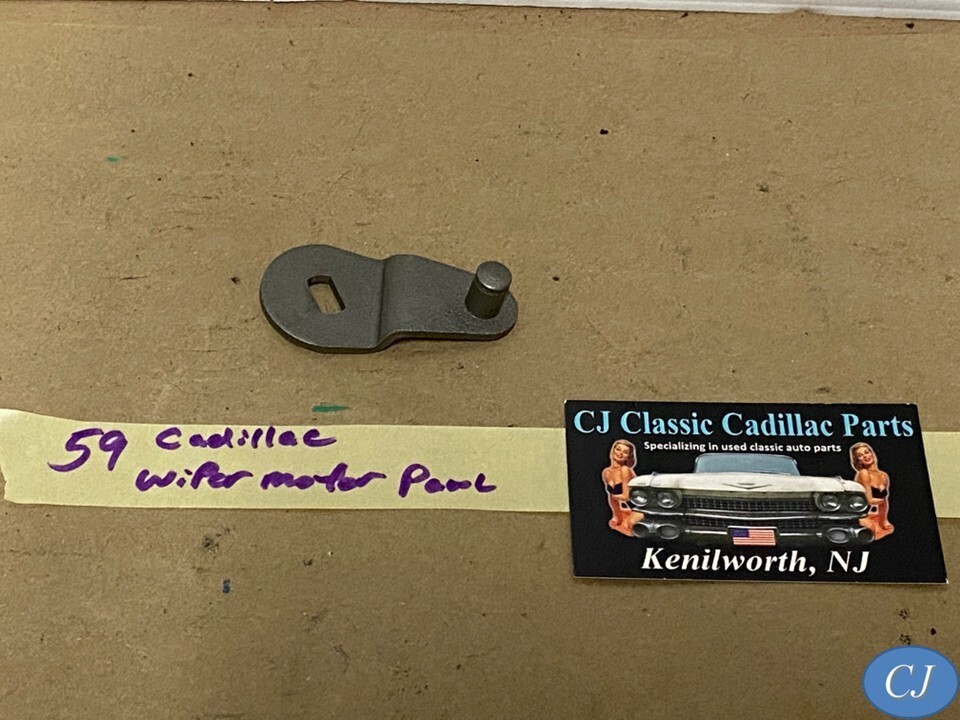 59 Cadillac
wiper motor Pawl
CJ Classic Cadillac Parts
Specializing in used classic auto parts
Kenilworth, NJ
CJ